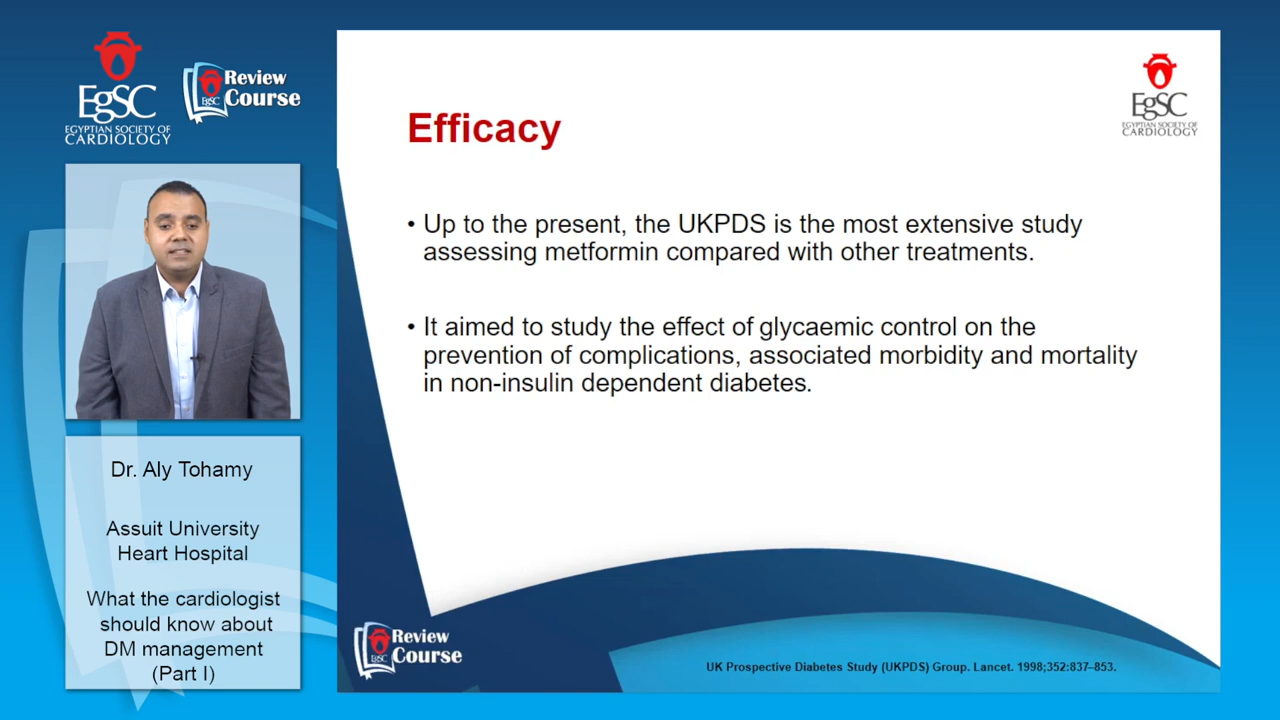 EgSC
EGYPTIAN SOCIETY OF
CARDIOLOGY
Review
EgSC
Course
Dr. Aly Tohamy
Assuit University
Heart Hospital
What the cardiologist
should know about
DM management
(Part I)
EgSC
EGYPTIAN SOCIETY OF
CARDIOLOGY
Efficacy
• Up to the present, the UKPDS is the most extensive study
assessing metformin compared with other treatments.
• It aimed to study the effect of glycaemic control on the
prevention of complications, associated morbidity and mortality
in non-insulin dependent diabetes.
Review
EgSC
Course
UK Prospective Diabetes Study (UKPDS) Group. Lancet. 1998;352:837–853.